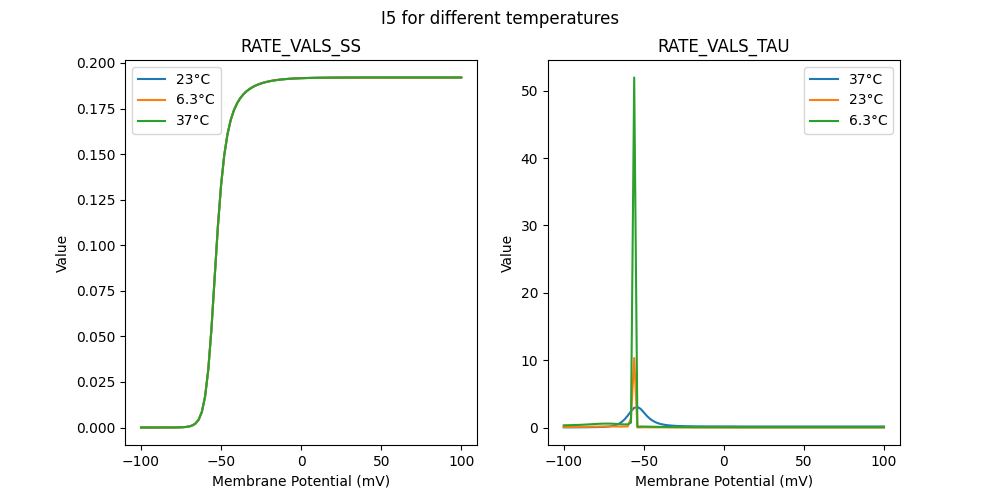 I5 for different temperatures
RATE_VALS_SS
0.200
0.175
0.150
0.125
0.100
0.075
0.050
0.025
0.000
Value
23°C
6.3°C
37°C
−100
−50
0
50
100
Membrane Potential (mV)
RATE_VALS_TAU
50
40
30
20
10
0
Value
37°C
23°C
6.3°C
−100
−50
0
50
100
Membrane Potential (mV)